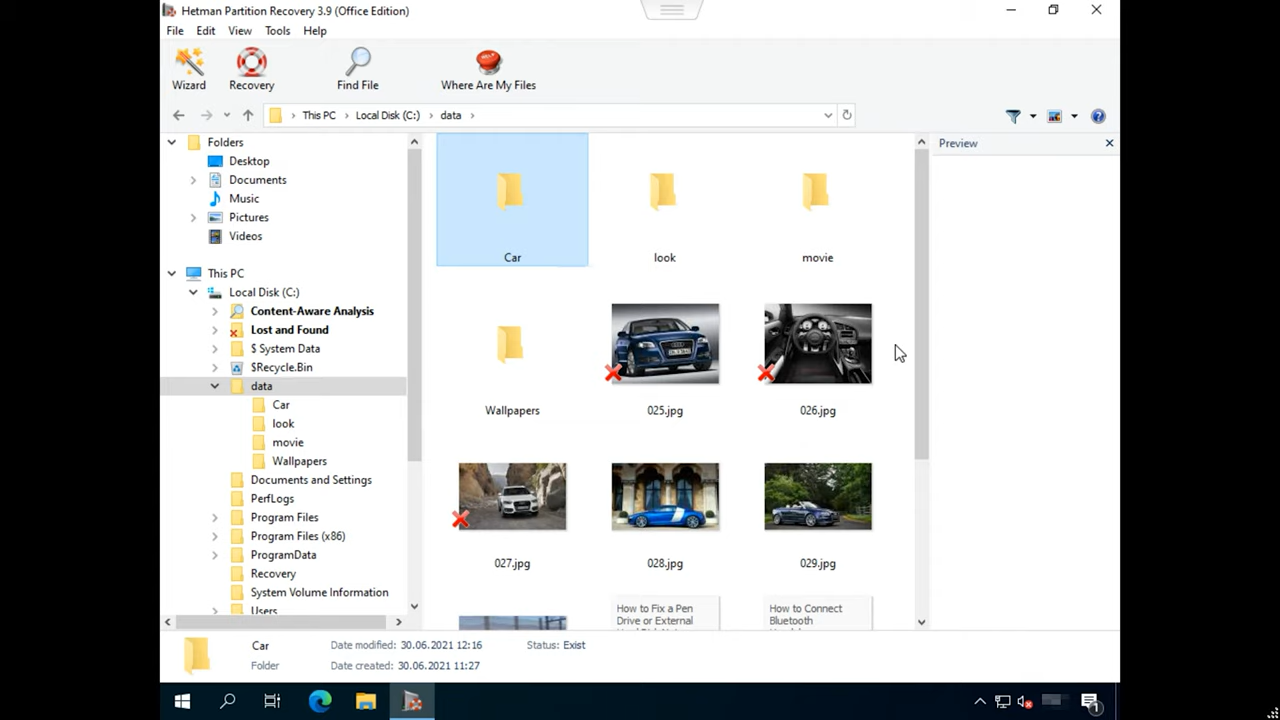 Hetman Partition Recovery 3.9 (Office Edition)
File Edit View Tools Help
Wizard Recovery Find File Where Are My Files
This PC Local Disk (C:) data
Folders
Desktop
Documents
Music
Pictures
Videos
This PC
Local Disk (C:)
Content-Aware Analysis
Lost and Found
$ System Data
$Recycle.Bin
data
Car
look
movie
Wallpapers
Documents and Settings
PerfLogs
Program Files
Program Files (x86)
ProgramData
Recovery
System Volume Information
Users
Car look movie
Wallpapers 025.jpg 026.jpg
027.jpg 028.jpg 029.jpg
How to Fix a Pen
Drive or External
How to Connect
Bluetooth
Preview
Car Date modified: 30.06.2021 12:16 Status: Exist
Folder Date created: 30.06.2021 11:27
1